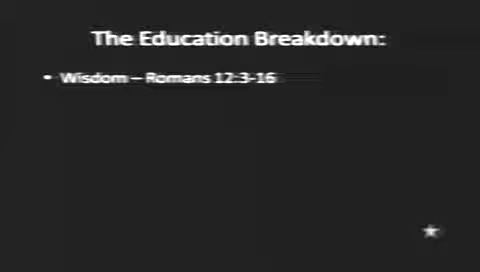 The Education Breakdown:
• Wisdom – Romans 12:3-16